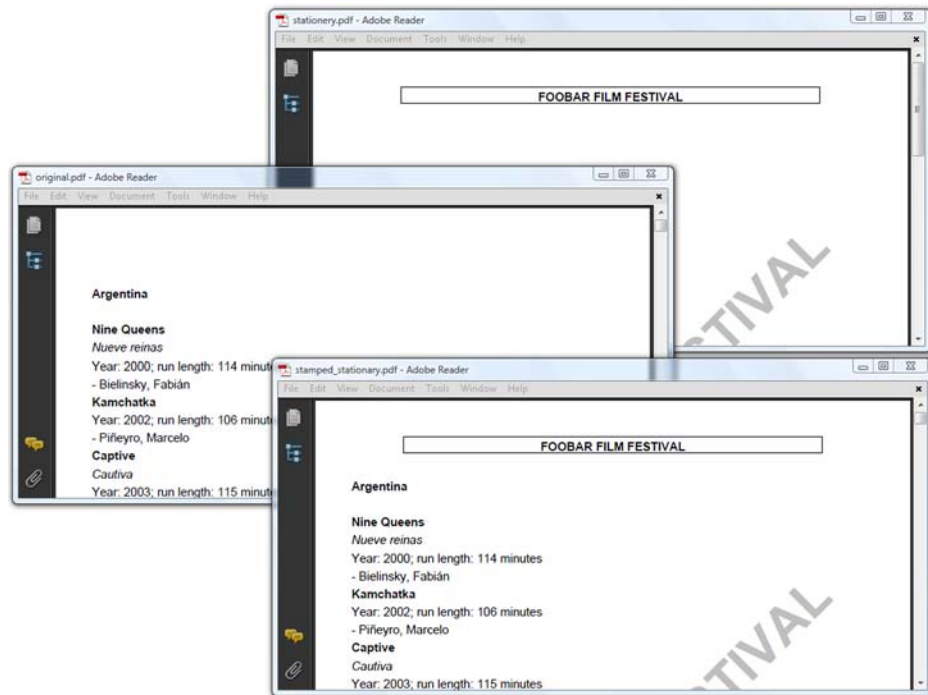 stationery.pdf - Adobe Reader
File Edit View Document Tools Window Help
FOOBAR FILM FESTIVAL
TIVAL
original.pdf - Adobe Reader
File Edit View Document Tools Window Help
Argentina
Nine Queens
Nueve reinas
Year: 2000; run length: 114 minut
- Bielinsky, Fabián
Kamchatka
Year: 2002; run length: 106 minut
- Piñeyro, Marcelo
Captive
Cautiva
Year: 2003; run length: 115 minut
stamped_stationary.pdf - Adobe Reader
File Edit View Document Tools Window Help
FOOBAR FILM FESTIVAL
Argentina
Nine Queens
Nueve reinas
Year: 2000; run length: 114 minutes
- Bielinsky, Fabián
Kamchatka
Year: 2002; run length: 106 minutes
- Piñeyro, Marcelo
Captive
Cautiva
Year: 2003; run length: 115 minutes
TIVAL